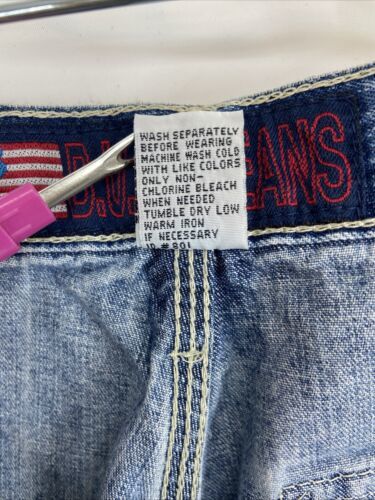 WASH SEPARATELY
BEFORE WEARING
MACHINE WASH COLD
WITH LIKE COLORS
ONLY NON-
CHLORINE BLEACH
WHEN NEEDED
TUMBLE DRY LOW
WARM IRON
IF NECESSARY